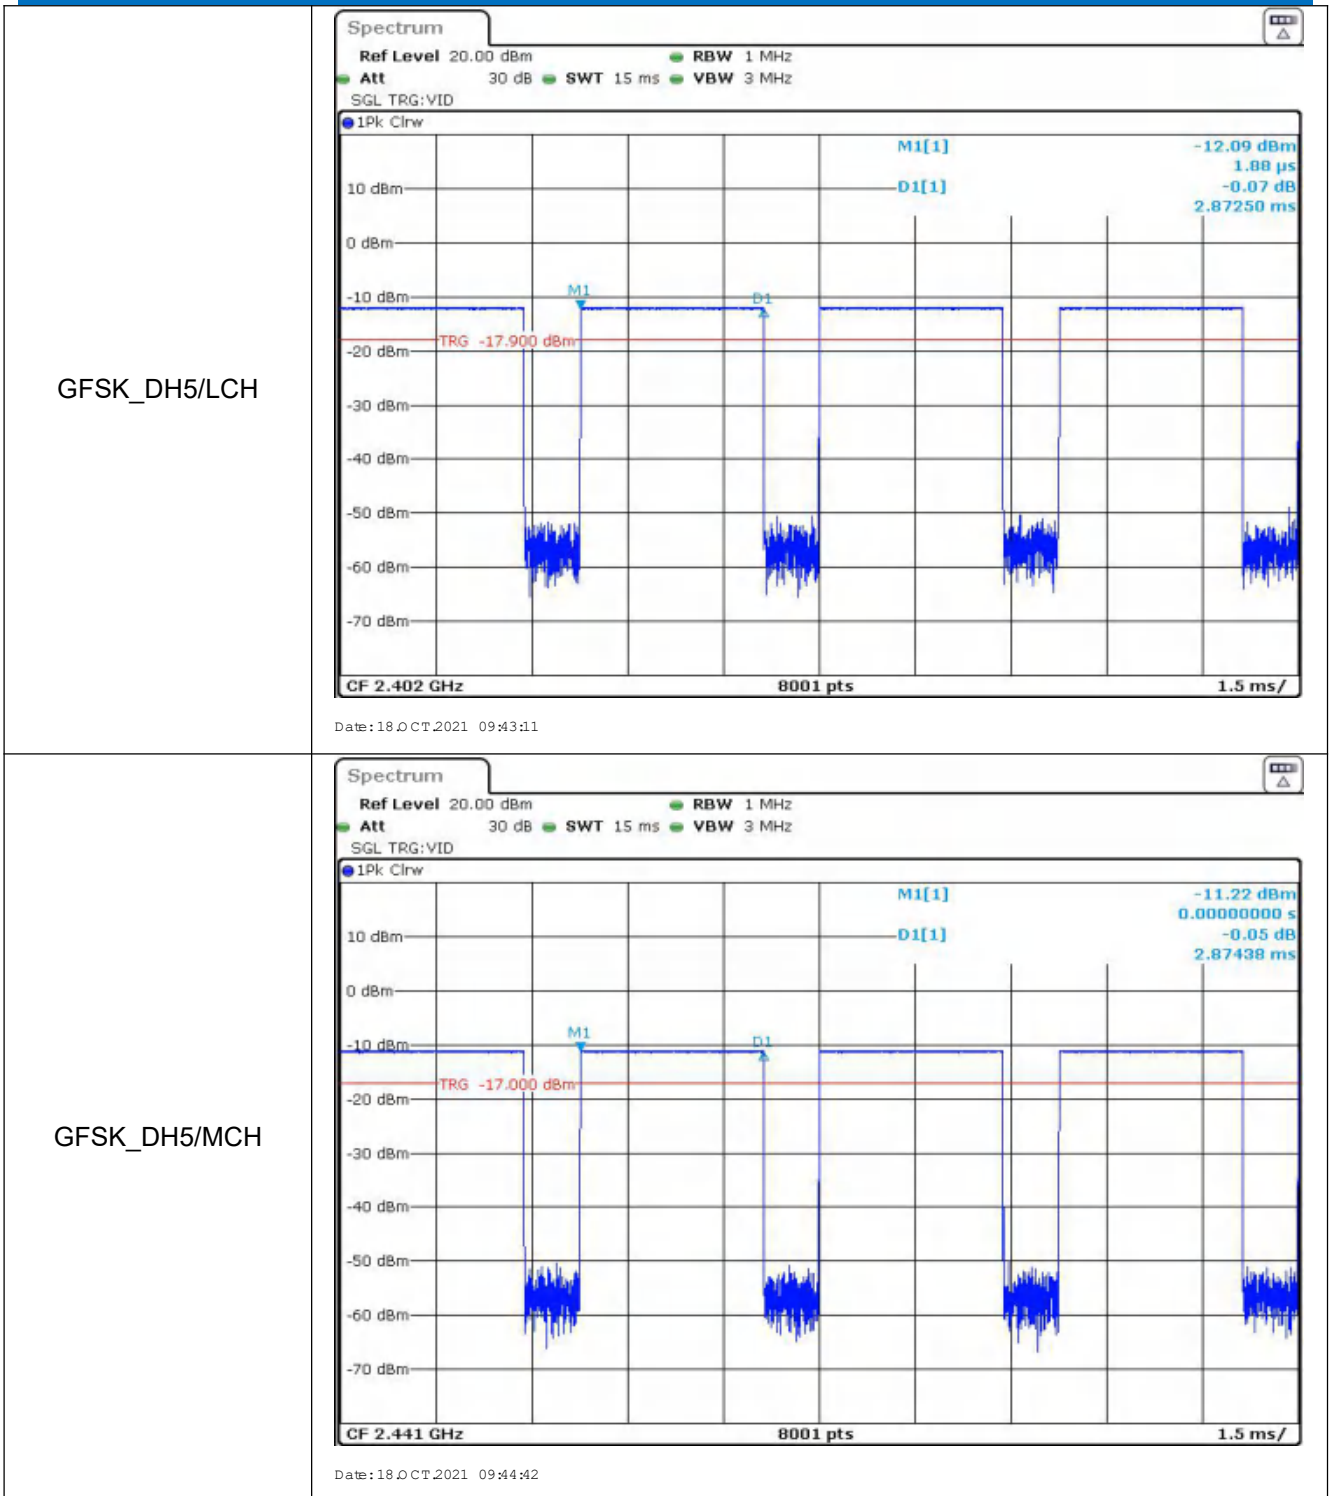 GFSK_DH5/LCH
Spectrum
Ref Level 20.00 dBm RBW 1 MHz
Att 30 dB SWT 15 ms VBW 3 MHz
SGL TRG:VID
1Pk Clrw
M1[1] -12.09 dBm
1.88 µs
10 dBm D1[1] -0.07 dB
2.87250 ms
0 dBm
M1
-10 dBm D1
TRG -17.900 dBm
-20 dBm
-30 dBm
-40 dBm
-50 dBm
-60 dBm
-70 dBm
CF 2.402 GHz 8001 pts 1.5 ms/
Date: 18.OCT.2021 09:43:11
GFSK_DH5/MCH
Spectrum
Ref Level 20.00 dBm RBW 1 MHz
Att 30 dB SWT 15 ms VBW 3 MHz
SGL TRG:VID
1Pk Clrw
M1[1] -11.22 dBm
0.00000000 s
10 dBm D1[1] -0.05 dB
2.87438 ms
0 dBm
M1
-10 dBm D1
TRG -17.000 dBm
-20 dBm
-30 dBm
-40 dBm
-50 dBm
-60 dBm
-70 dBm
CF 2.441 GHz 8001 pts 1.5 ms/
Date: 18.OCT.2021 09:44:42